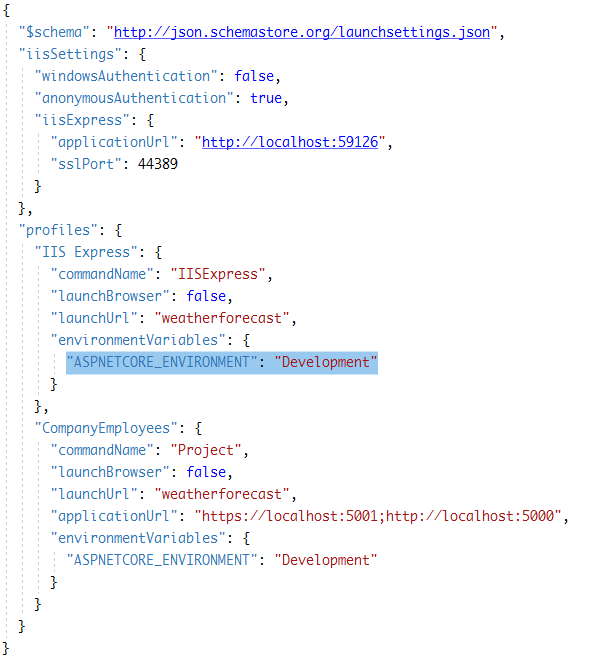 {
  "$schema": "http://json.schemastore.org/launchsettings.json",
  "iisSettings": {
    "windowsAuthentication": false,
    "anonymousAuthentication": true,
    "iisExpress": {
      "applicationUrl": "http://localhost:59126",
      "sslPort": 44389
    }
  },
  "profiles": {
    "IIS Express": {
      "commandName": "IISExpress",
      "launchBrowser": false,
      "launchUrl": "weatherforecast",
      "environmentVariables": {
        "ASPNETCORE_ENVIRONMENT": "Development"
      }
    },
    "CompanyEmployees": {
      "commandName": "Project",
      "launchBrowser": false,
      "launchUrl": "weatherforecast",
      "applicationUrl": "https://localhost:5001;http://localhost:5000",
      "environmentVariables": {
        "ASPNETCORE_ENVIRONMENT": "Development"
      }
    }
  }
}